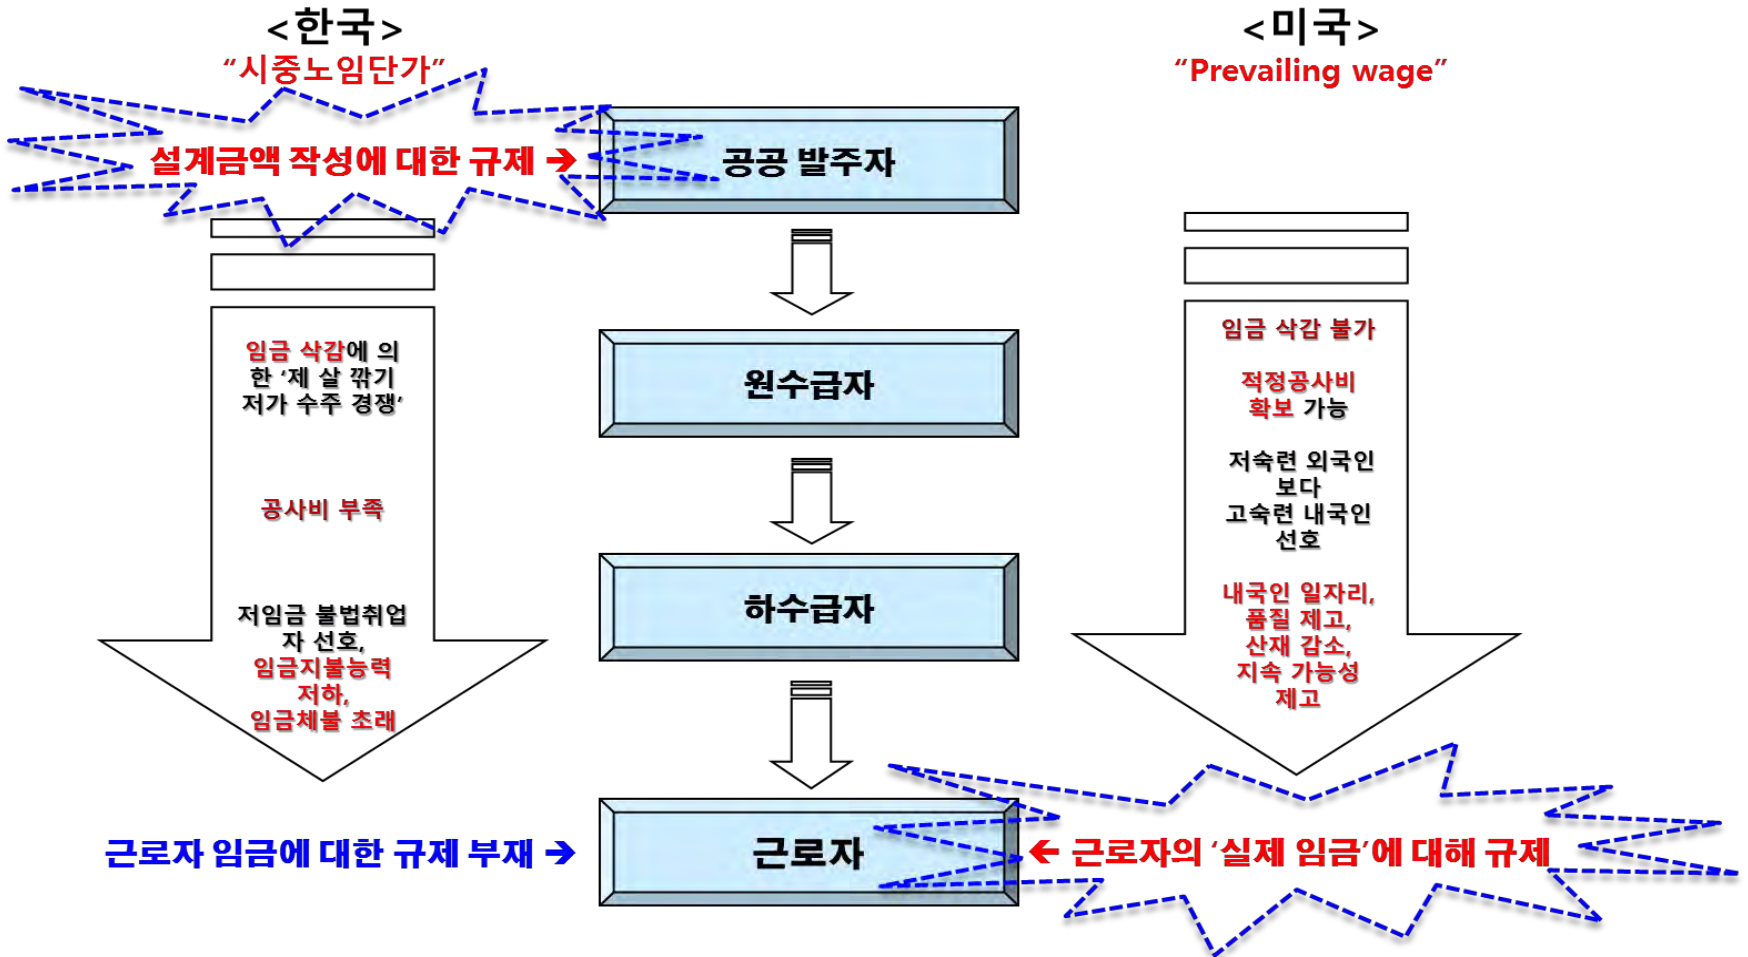 <한국>
“시중노임단가”
설계금액 작성에 대한 규제 →
임금 삭감에 의
한 ‘제 살 깎기
저가 수주 경쟁‘
공사비 부족
저임금 불법취업
자 선호,
임금지불능력
저하,
임금체불 초래
근로자 임금에 대한 규제 부재 →
공공 발주자
원수급자
하수급자
근로자
<미국>
“Prevailing wage”
임금 삭감 불가
적정공사비
확보 가능
저숙련 외국인
보다
고숙련 내국인
선호
내국인 일자리,
품질 제고,
산재 감소,
지속 가능성
제고
← 근로자의 ‘실제 임금’에 대해 규제